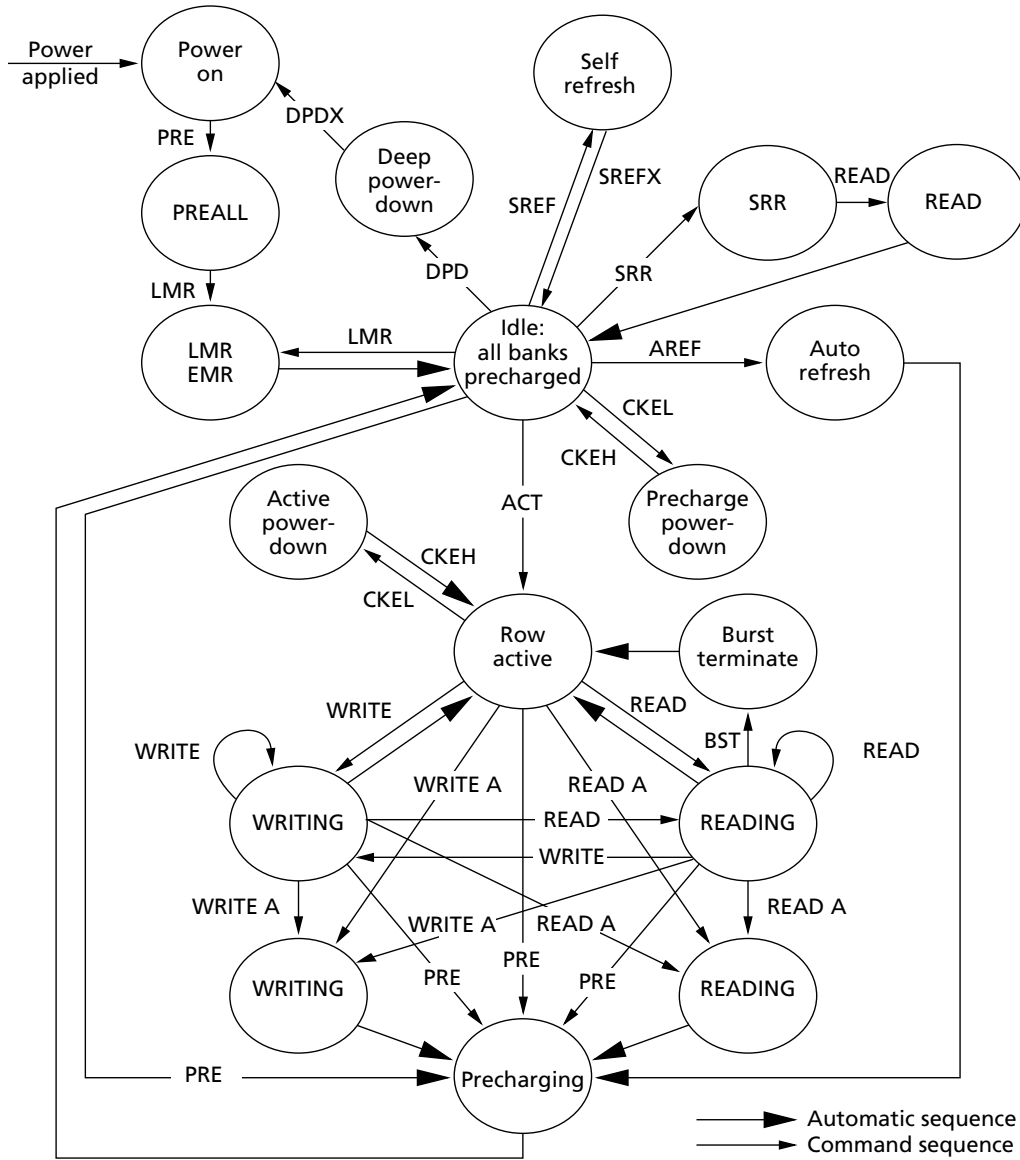 Power
applied
Power
on
Self
refresh
DPDX
PRE
Deep
power-
down
SREFX
READ
SREF
SRR
READ
PREALL
DPD
SRR
LMR
LMR
EMR
LMR
Idle:
all banks
precharged
AREF
Auto
refresh
CKEL
CKEH
Active
power-
down
ACT
Precharge
power-
down
CKEH
CKEL
Row
active
Burst
terminate
WRITE
READ
BST
WRITE
READ
WRITE A
READ A
WRITING
READ
READING
WRITE
WRITE A
READ A
WRITE A
READ A
WRITING
PRE
PRE
PRE
READING
PRE
Precharging
Automatic sequence
Command sequence